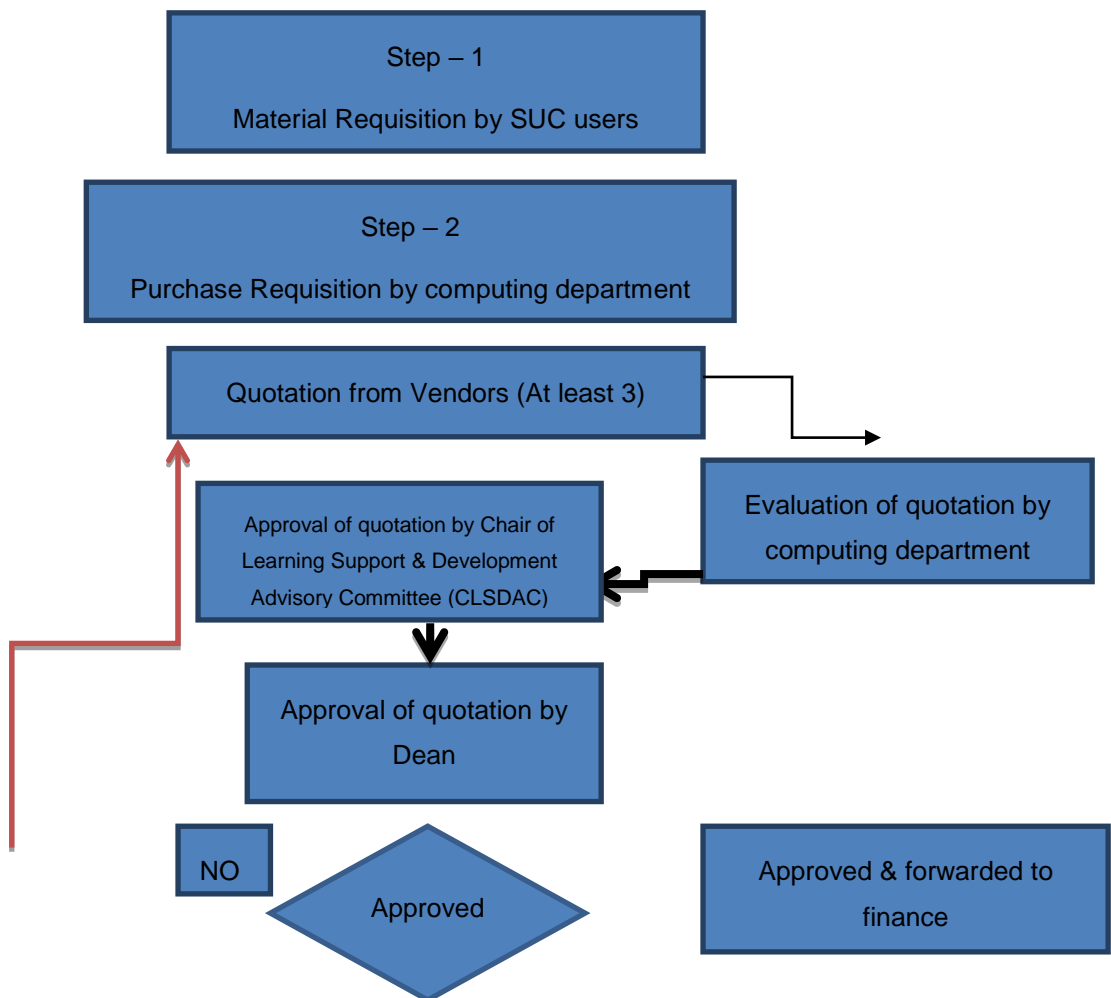 Step – 1
Material Requisition by SUC users
Step – 2
Purchase Requisition by computing department
Quotation from Vendors (At least 3)
Evaluation of quotation by
computing department
Approval of quotation by Chair of
Learning Support & Development
Advisory Committee (CLSDAC)
Approval of quotation by
Dean
NO
Approved
Approved & forwarded to
finance